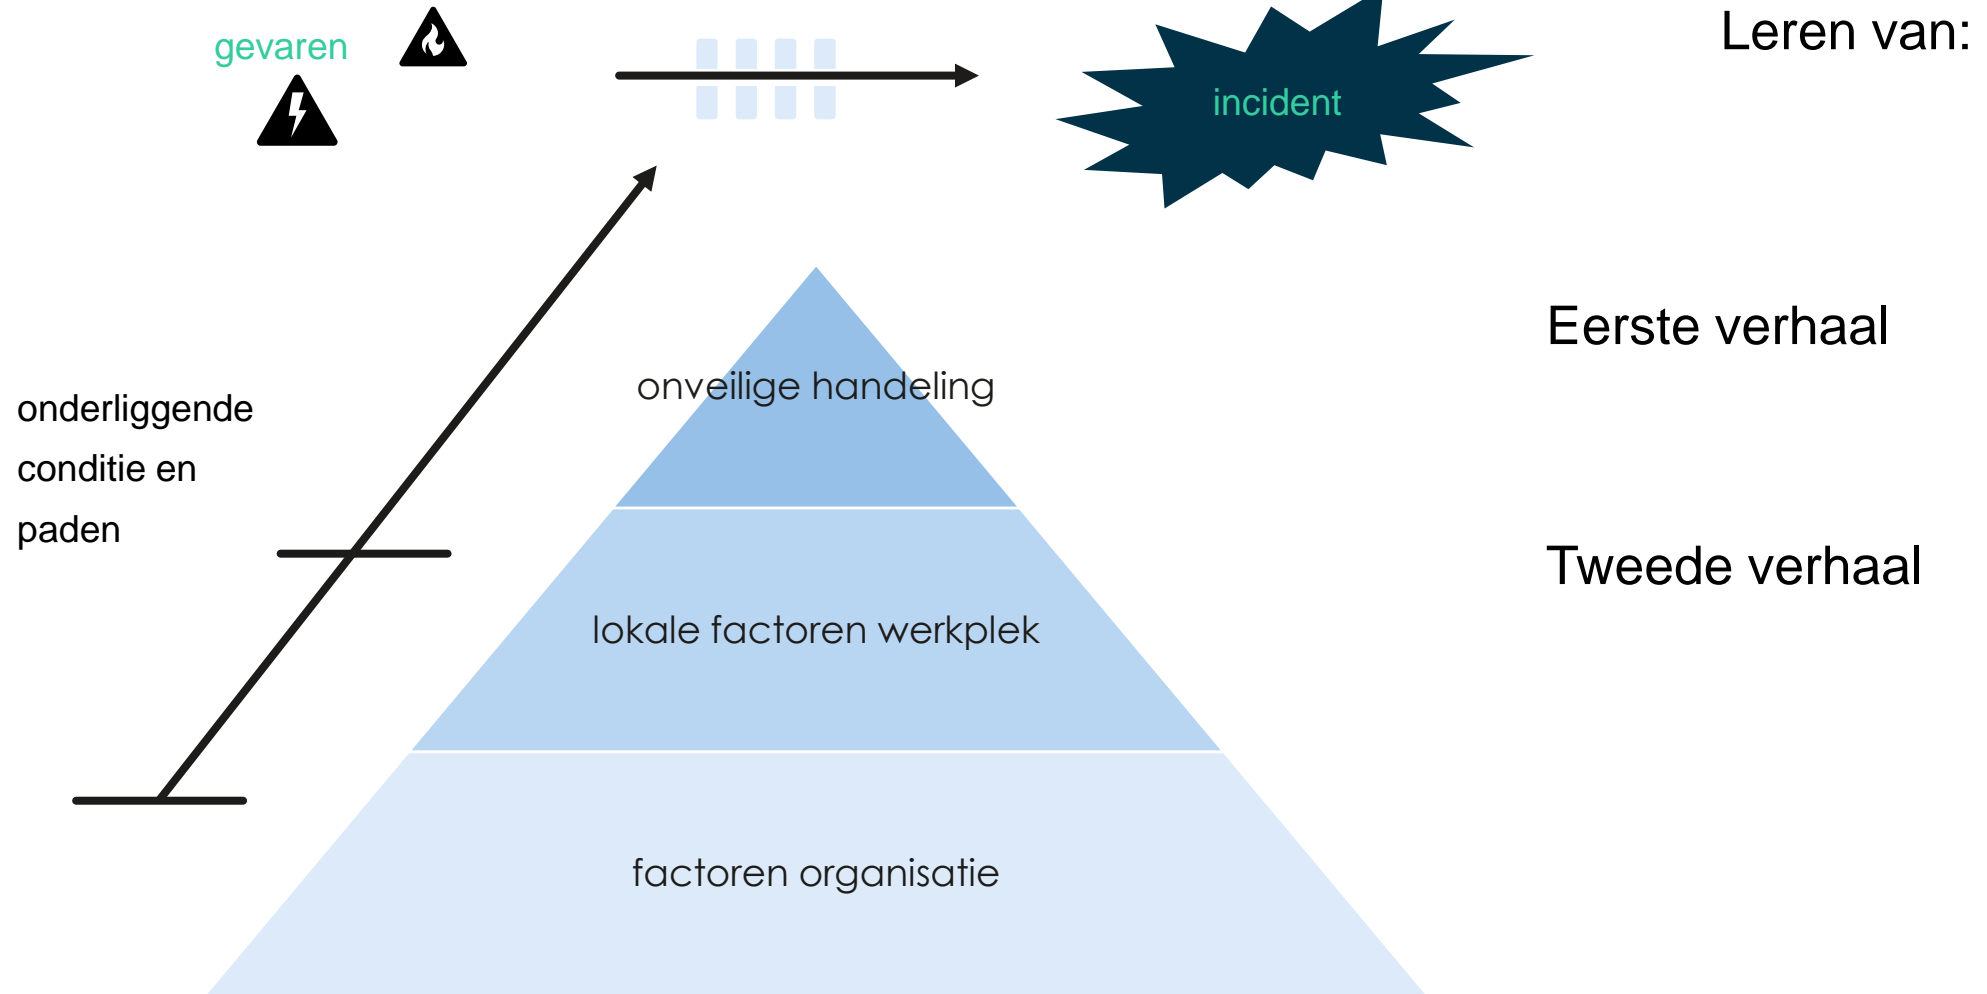 Leren van:
gevaren
incident
Eerste verhaal
onveilige handeling
onderliggende
conditie en
paden
Tweede verhaal
lokale factoren werkplek
factoren organisatie